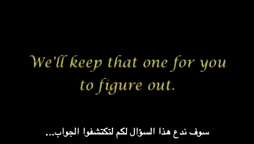 We'll keep that one for you
to figure out.
سوف ندع هذا السؤال لكم لتكتشفوا الجواب...